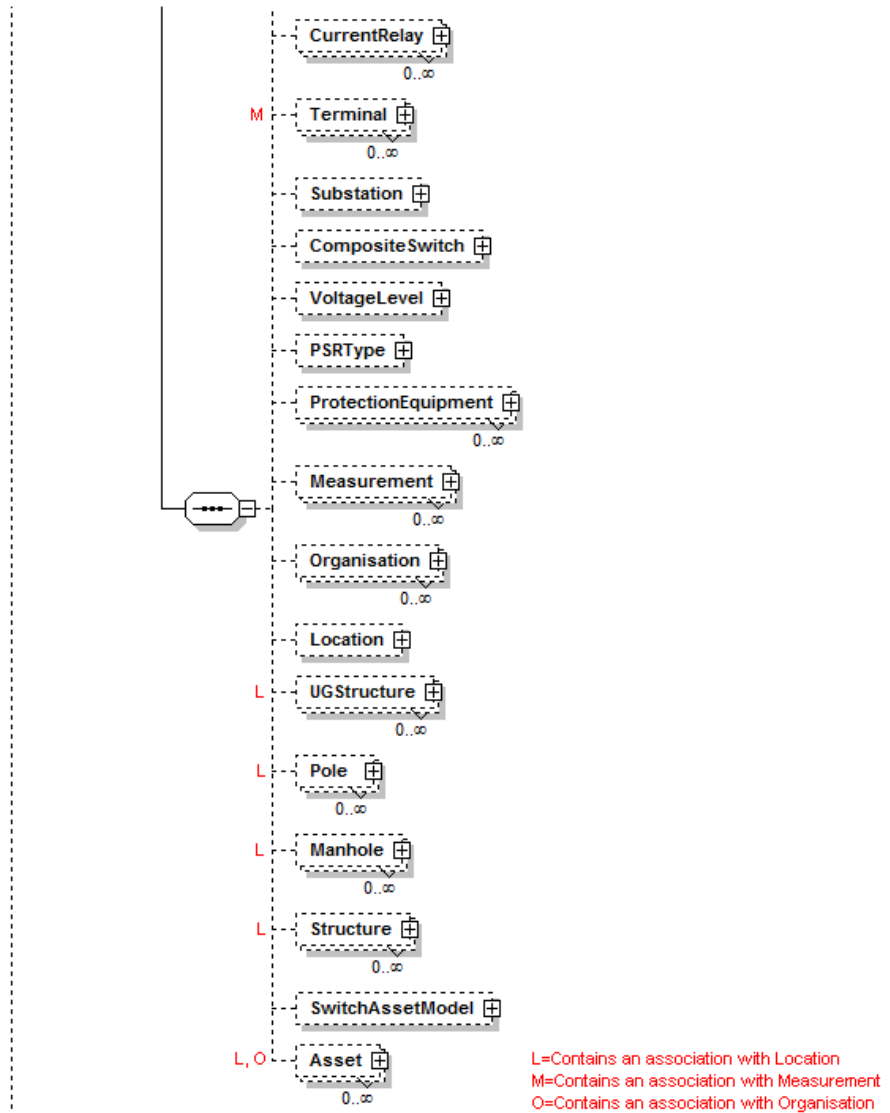 CurrentRelay
0..∞
M Terminal
0..∞
Substation
CompositeSwitch
VoltageLevel
PSRType
ProtectionEquipment
0..∞
Measurement
0..∞
Organisation
0..∞
Location
L UGStructure
0..∞
L Pole
0..∞
L Manhole
0..∞
L Structure
0..∞
SwitchAssetModel
L, O Asset
0..∞
L=Contains an association with Location
M=Contains an association with Measurement
O=Contains an association with Organisation